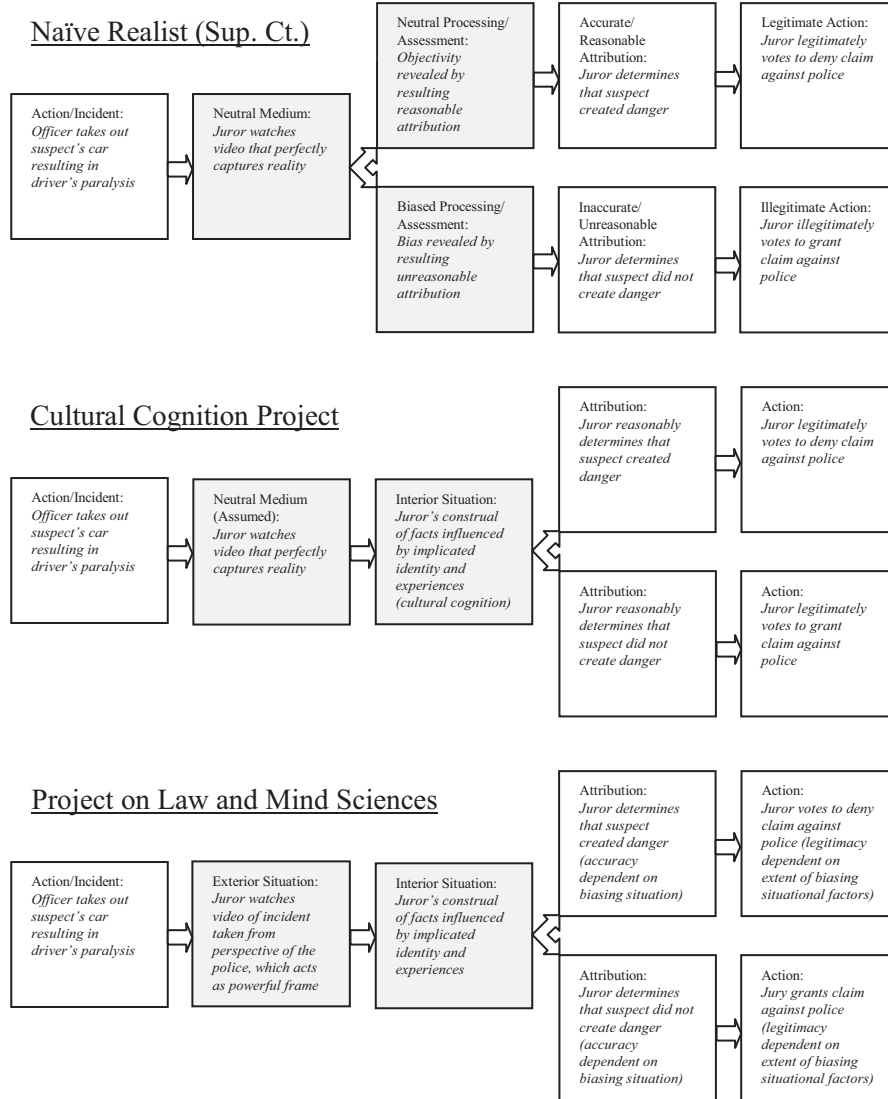 Naïve Realist (Sup. Ct.)
Action/Incident:
Officer takes out
suspect's car
resulting in
driver's paralysis
Neutral Medium:
Juror watches
video that perfectly
captures reality
Neutral Processing/
Assessment:
Objectivity
revealed by
resulting
reasonable
attribution
Accurate/
Reasonable
Attribution:
Juror determines
that suspect
created danger
Legitimate Action:
Juror legitimately
votes to deny claim
against police
Biased Processing/
Assessment:
Bias revealed by
resulting
unreasonable
attribution
Inaccurate/
Unreasonable
Attribution:
Juror determines
that suspect did not
create danger
Illegitimate Action:
Juror illegitimately
votes to grant
claim against
police
Cultural Cognition Project
Action/Incident:
Officer takes out
suspect's car
resulting in
driver's paralysis
Neutral Medium
(Assumed):
Juror watches
video that perfectly
captures reality
Interior Situation:
Juror's construal
of facts influenced
by implicated
identity and
experiences
(cultural cognition)
Attribution:
Juror reasonably
determines that
suspect created
danger
Action:
Juror legitimately
votes to deny claim
against police
Attribution:
Juror reasonably
determines that
suspect did not
create danger
Action:
Juror legitimately
votes to grant
claim against
police
Project on Law and Mind Sciences
Action/Incident:
Officer takes out
suspect's car
resulting in
driver's paralysis
Exterior Situation:
Juror watches
video of incident
taken from
perspective of the
police, which acts
as powerful frame
Interior Situation:
Juror's construal
of facts influenced
by implicated
identity and
experiences
Attribution:
Juror determines
that suspect
created danger
(accuracy
dependent on
biasing situation)
Action:
Juror votes to deny
claim against
police (legitimacy
dependent on
extent of biasing
situational factors)
Attribution:
Juror determines
that suspect did not
create danger
(accuracy
dependent on
biasing situation)
Action:
Jury grants claim
against police
(legitimacy
dependent on
extent of biasing
situational factors)